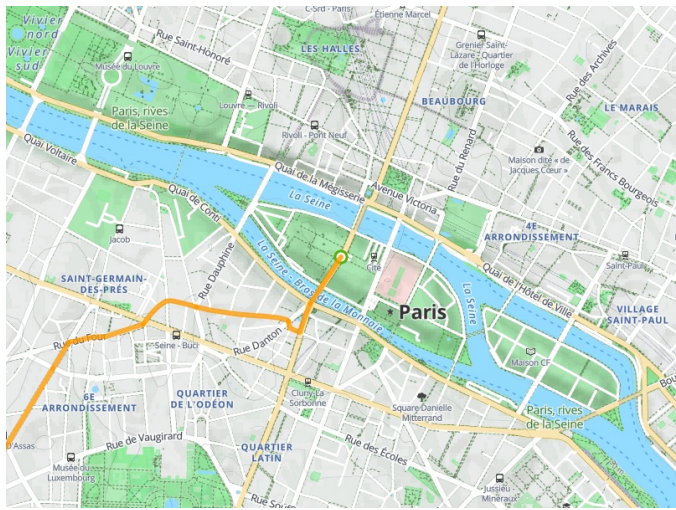 C-Srd - Paris
Étienne Marcel
Vivier
nord
Vivier
sud
Rue Saint-Honoré
LES HALLES
Grenier Saint-
Lazare - Quartier
de l'Horloge
Musée du Louvre
Rue des Archives
Louvre — Rivoli
BEAUBOURG
LE MARAIS
Paris, rives
de la Seine
Rivoli - Pont Neuf
Rue du Renard
Rue des Francs Bourgeois
Quai Voltaire
Maison dite « de
Jacques Cœur »
Quai de la Mégisserie
Avenue Victoria
Quai de Conti
La Seine
Jacob
4E
ARRONDISSEMENT
Rue Dauphine
La Seine - Bras de la Monnaie
Cité
Saint-Paul
SAINT-GERMAIN-
DES-PRÉS
Quai de l'Hôtel de Ville
La Seine
VILLAGE
SAINT-PAUL
Paris
Rue du Four
Seine - Buci
Rue Danton
Maison CF
6E
ARRONDISSEMENT
QUARTIER
DE L'ODÉON
Cluny-La
Sorbonne
Square Danielle
Mitterrand
Paris, rives
de la Seine
d'Assas
Rue de Vaugirard
QUARTIER
LATIN
Rue des Écoles
Musée du
Luxembourg
Jussieu -
Minéraux